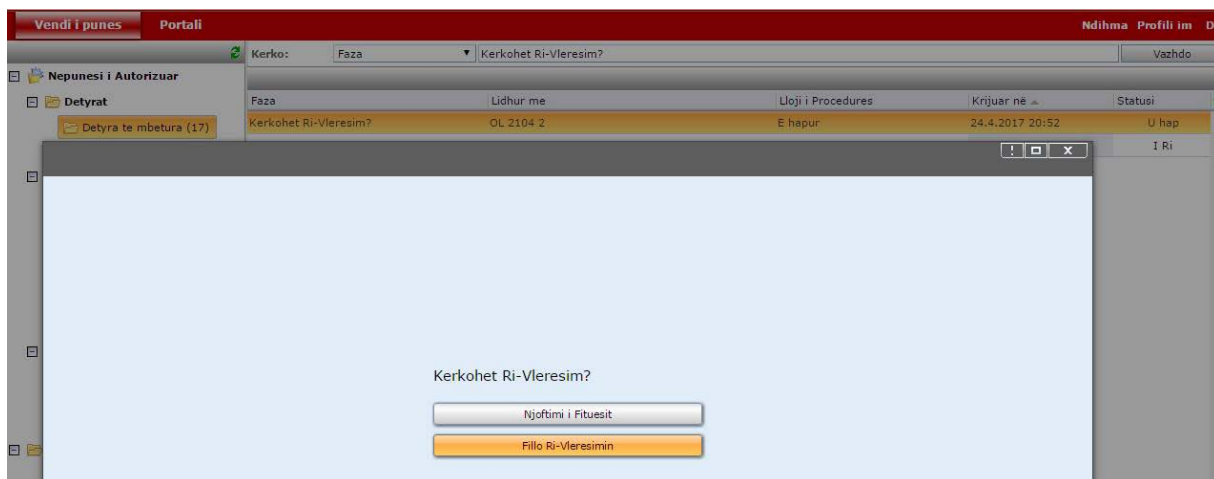 Vendi i punes Portali Ndihma Profili im D
Kerko: Faza Kerkohet Ri-Vleresim? Vazhdo
Nepunesi i Autorizuar
Detyrat Faza Lidhur me Lloji i Procedures Krijuar në Statusi
Detyra te mbetura (17) Kerkohet Ri-Vleresim? OL 2104 2 E hapur 24.4.2017 20:52 U hap
I Ri
Kerkohet Ri-Vleresim?
Njoftimi i Fituesit
Fillo Ri-Vleresimin